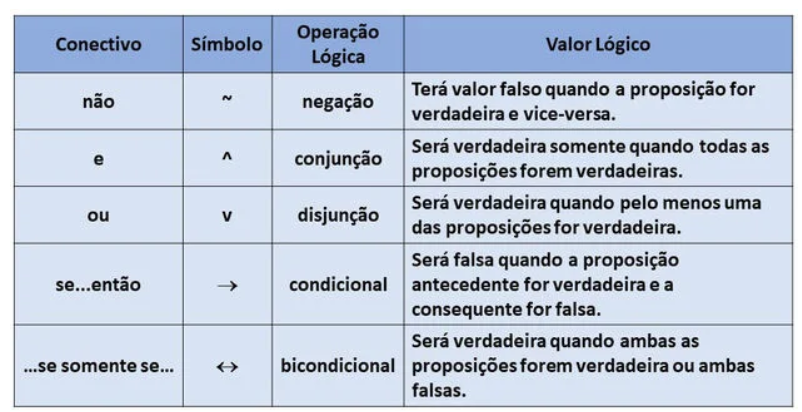 Conectivo Símbolo Operação Lógica Valor Lógico
não ~ negação Terá valor falso quando a proposição for
verdadeira e vice-versa.
e ^ conjunção Será verdadeira somente quando todas as
proposições forem verdadeiras.
ou v disjunção Será verdadeira quando pelo menos uma
das proposições for verdadeira.
se...então → condicional Será falsa quando a proposição
antecedente for verdadeira e a
consequente for falsa.
...se somente se... ↔ bicondicional Será verdadeira quando ambas as
proposições forem verdadeira ou ambas
falsas.